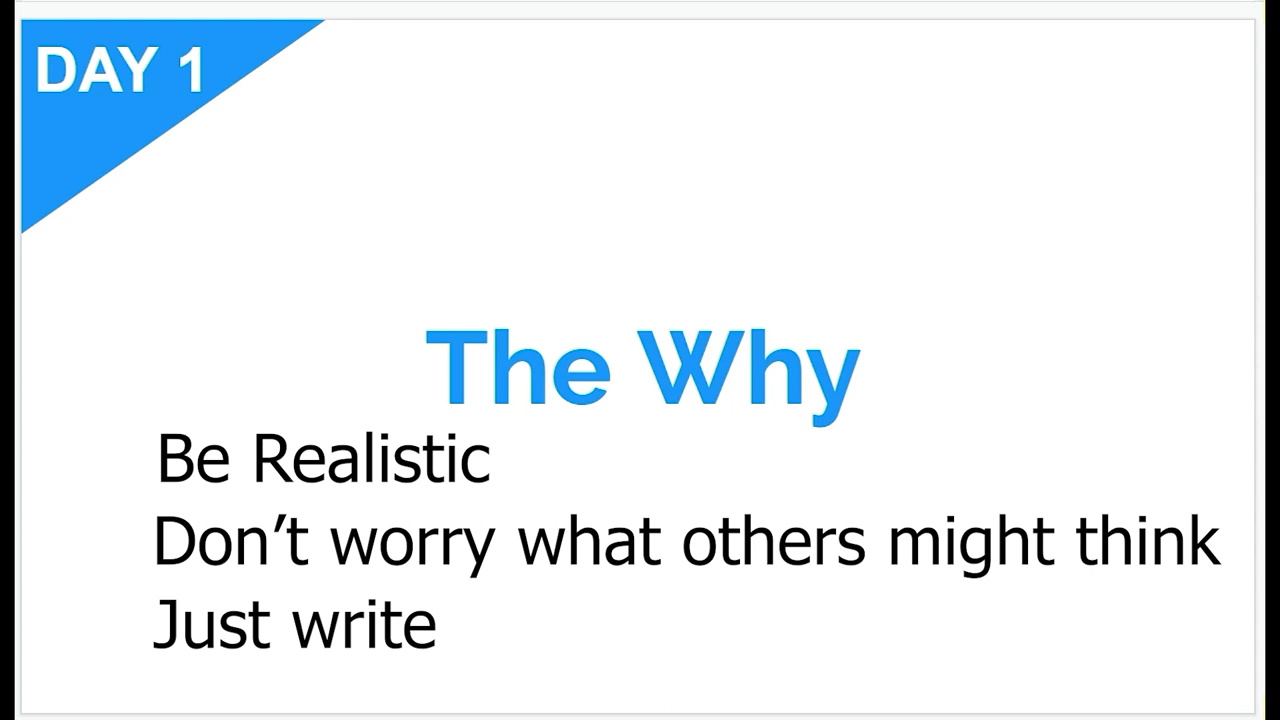 DAY 1
The Why
Be Realistic
Don’t worry what others might think
Just write